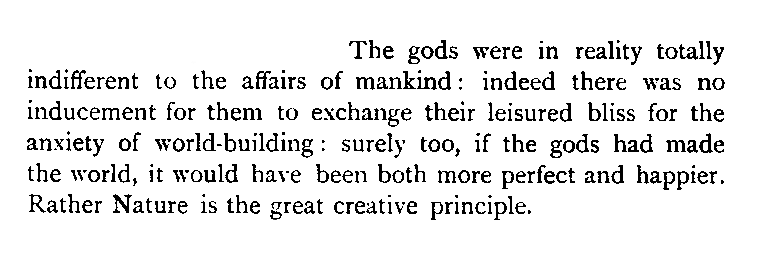 The gods were in reality totally
indifferent to the affairs of mankind : indeed there was no
inducement for them to exchange their leisured bliss for the
anxiety of world-building : surely too, if the gods had made
the world, it would have been both more perfect and happier.
Rather Nature is the great creative principle.